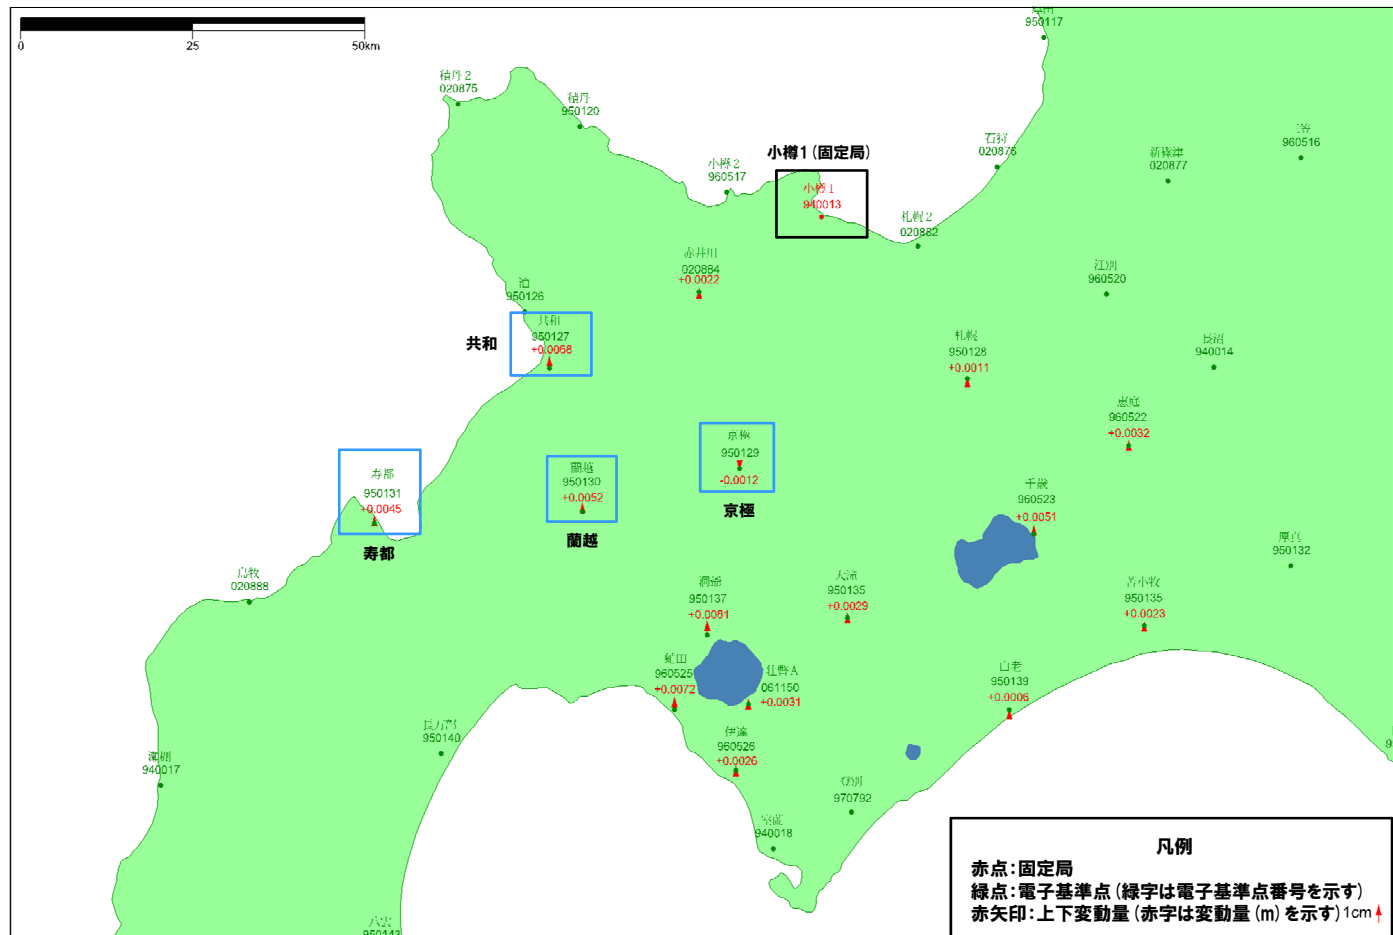 0
25
50km
950117
積丹2
020875
積丹
950120
小樽2
960517
小樽1(固定局)
小樽1
940013
石狩
020876
新篠津
020877
960516
札幌2
020882
赤井川
020884
+0.0022
江別
960520
泊
950126
共和
共和
950127
+0.0058
札幌
950128
+0.0011
長沼
940014
恵庭
960522
+0.0032
京極
950129
-0.0012
京極
寿都
950131
+0.0045
寿都
蘭越
950130
+0.0052
蘭越
千歳
960523
+0.0051
厚真
950132
島牧
020888
洞爺
950137
+0.0051
大滝
950135
+0.0029
苫小牧
950135
+0.0023
虻田
960525
+0.0072
壮瞥A
061150
+0.0031
白老
950139
+0.0006
長万部
950140
伊達
960526
+0.0026
瀬棚
940017
登別
970792
室蘭
940018
八雲
950143
凡例
赤点:固定局
緑点:電子基準点(緑字は電子基準点番号を示す)
赤矢印:上下変動量(赤字は変動量(m)を示す)1cm